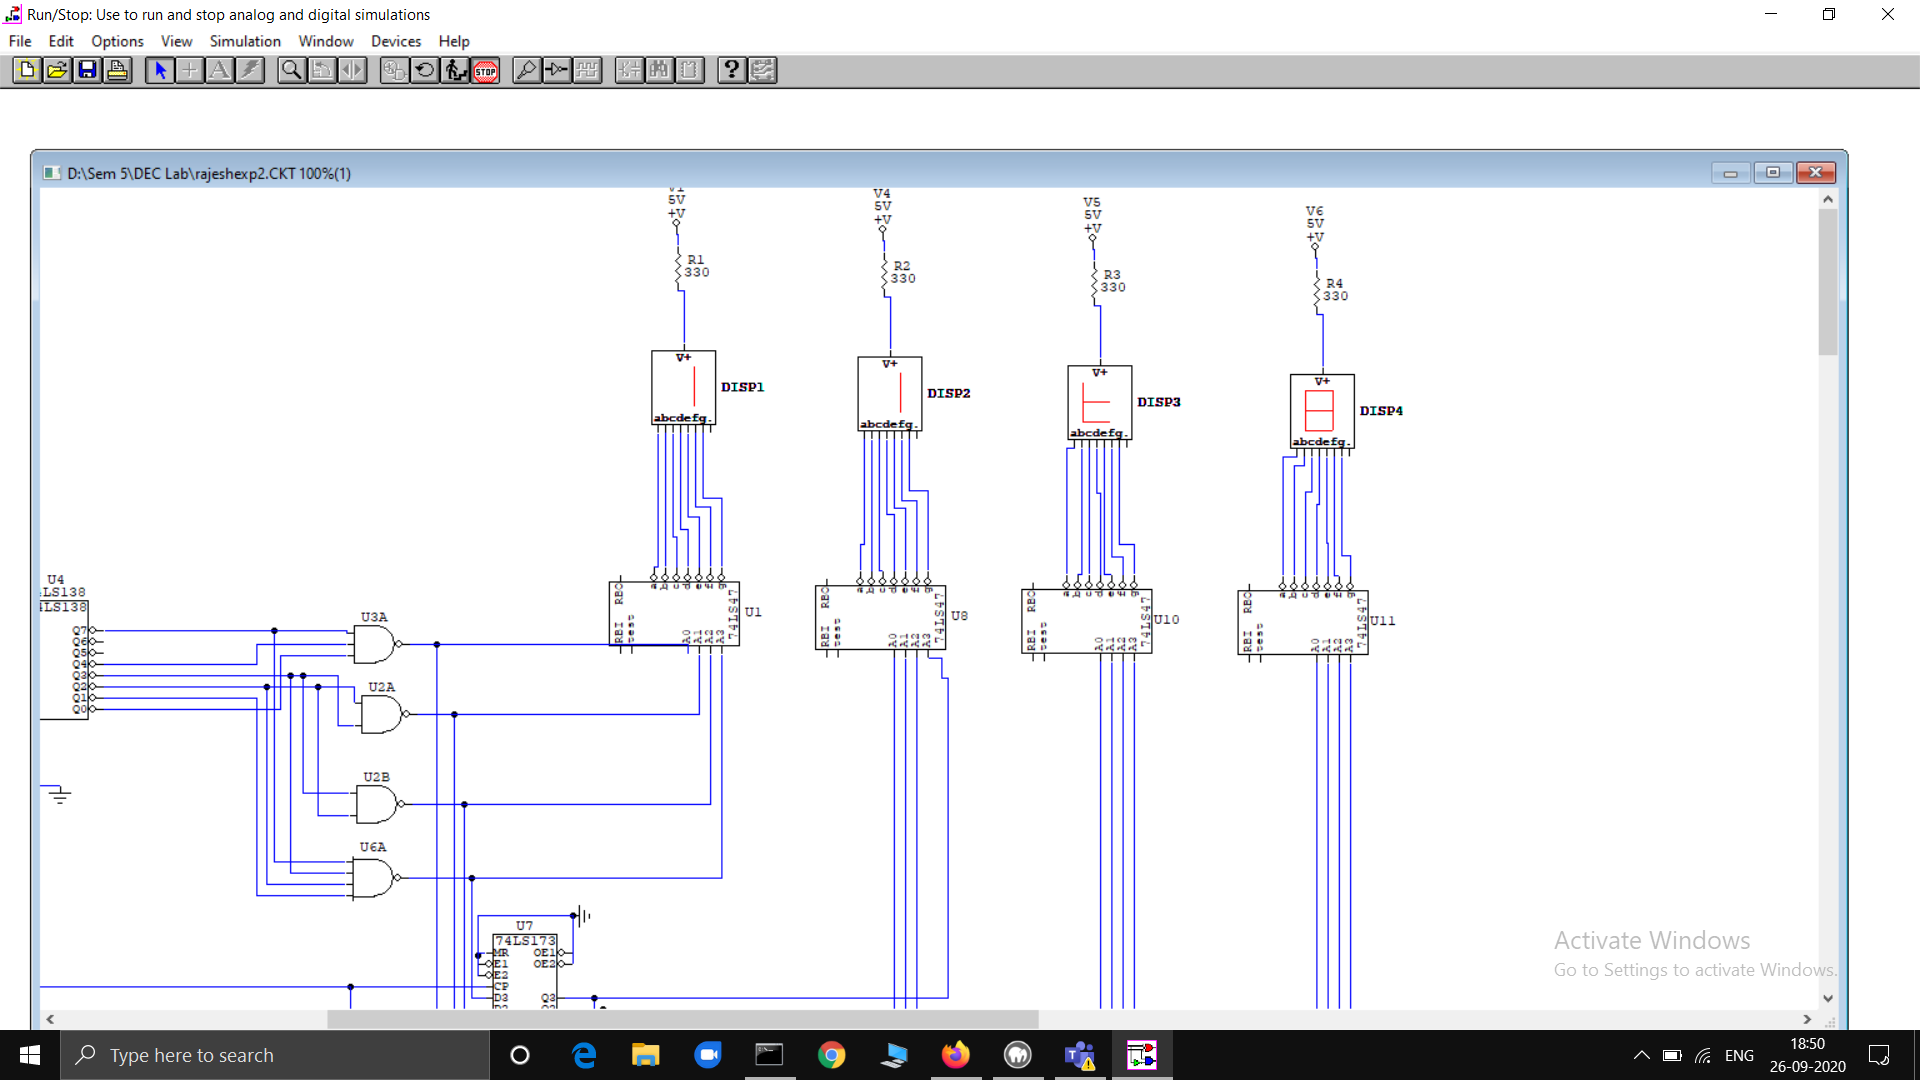 Run/Stop: Use to run and stop analog and digital simulations
File Edit Options View Simulation Window Devices Help
D:\Sem 5\DEC Lab\rajeshexp2.CKT 100%(1)
5V
+V
R1
330
V4
5V
+V
R2
330
V5
5V
+V
R3
330
V6
5V
+V
R4
330
V+
abcdefg.
DISP1
V+
abcdefg.
DISP2
V+
abcdefg.
DISP3
V+
abcdefg.
DISP4
U4
LS138
LS138
Q7
Q6
Q5
Q4
Q3
Q2
Q1
Q0
U3A
U2A
U2B
U6A
RBO a b c d e f g
74LS47
RBI test A0 A1 A2 A3
U1
RBO a b c d e f g
74LS47
RBI test A0 A1 A2 A3
U8
RBO a b c d e f g
74LS47
RBI test A0 A1 A2 A3
U10
RBO a b c d e f g
74LS47
RBI test A0 A1 A2 A3
U11
U7
74LS173
MR OE1
E1 OE2
E2
CP
D3 Q3
Activate Windows
Go to Settings to activate Windows.
Type here to search
ENG
18:50
26-09-2020